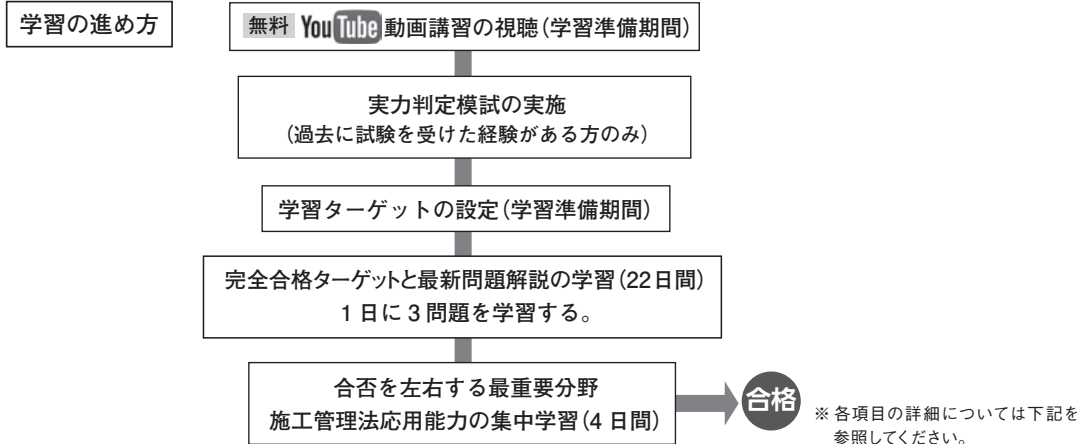 学習の進め方
無料 YouTube 動画講習の視聴(学習準備期間)
実力判定模試の実施
(過去に試験を受けた経験がある方のみ)
学習ターゲットの設定(学習準備期間)
完全合格ターゲットと最新問題解説の学習(22日間)
1日に3問題を学習する。
合否を左右する最重要分野
施工管理法応用能力の集中学習(4日間)
合格
※各項目の詳細については下記を
参照してください。